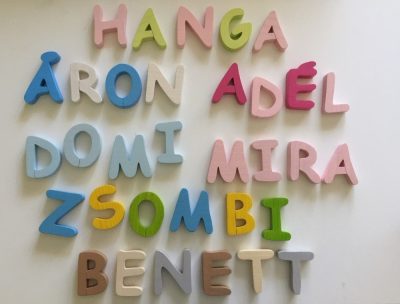 HANGA
ÁRON ADÉL
DOMI MIRA
ZSOMBI
BENETT